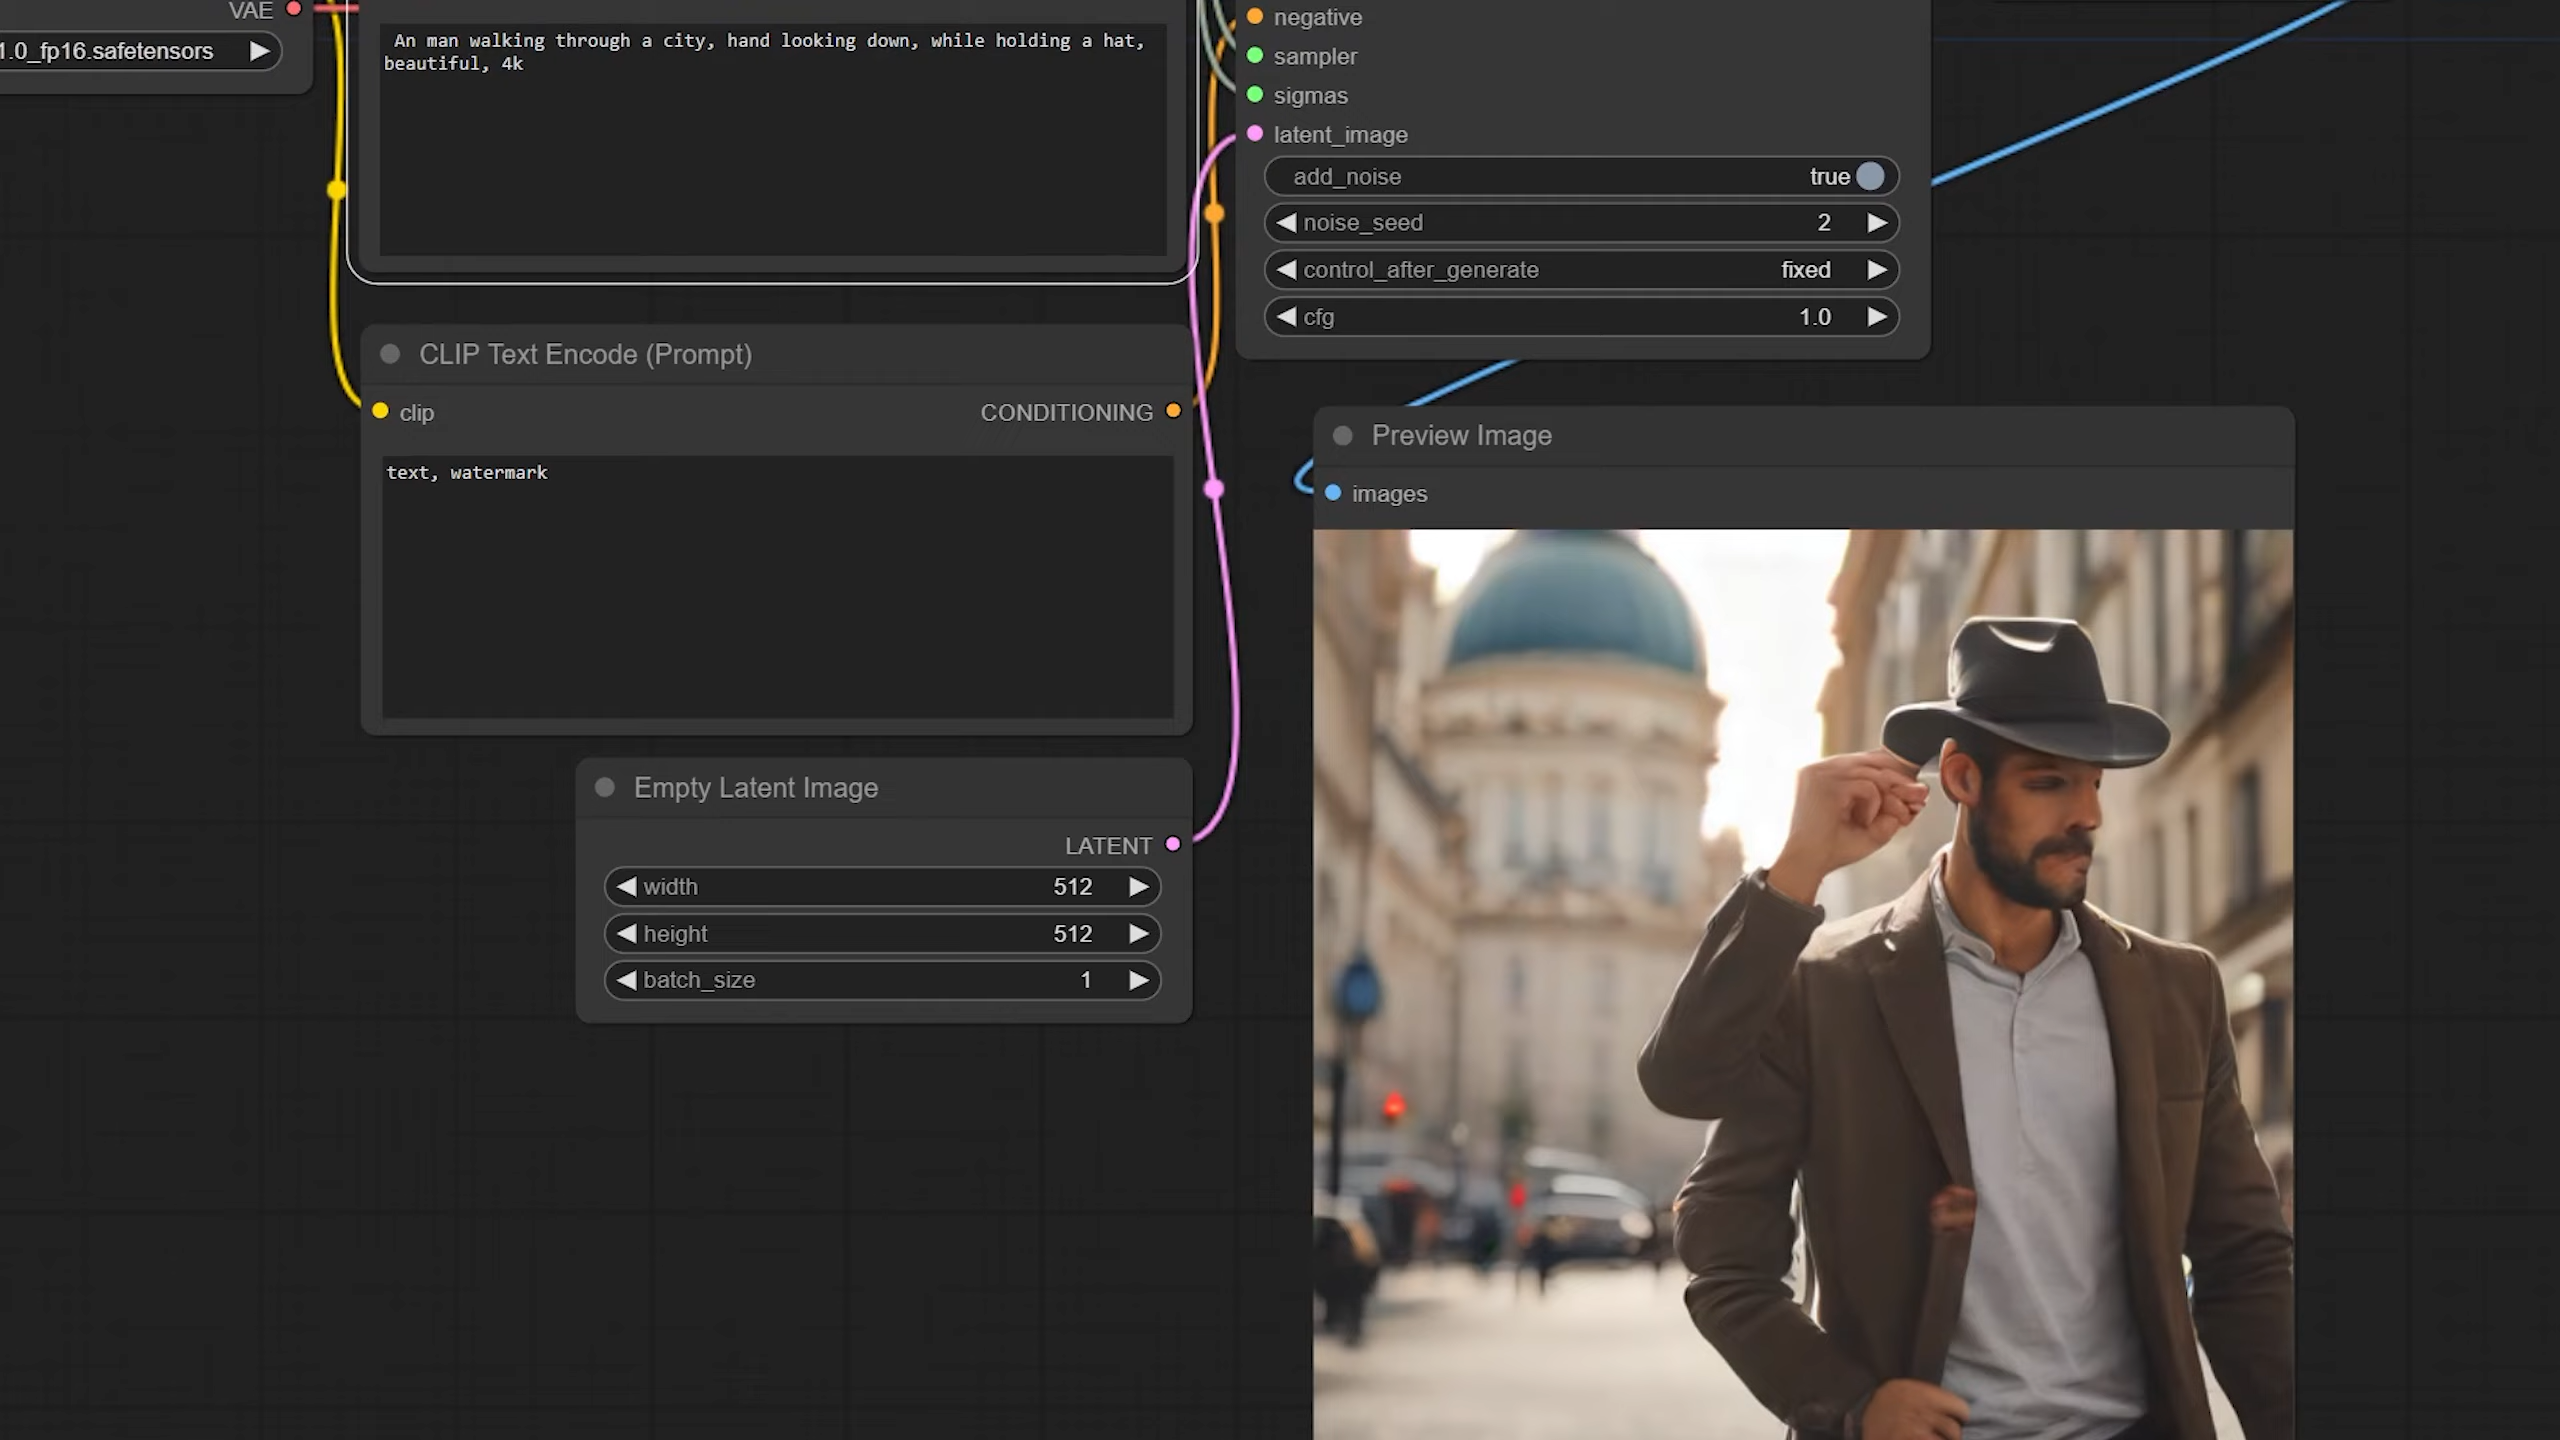 VAE
1.0_fp16.safetensors
An man walking through a city, hand looking down, while holding a hat,
beautiful, 4k
negative
sampler
sigmas
latent_image
add_noise true
noise_seed 2
control_after_generate fixed
cfg 1.0
CLIP Text Encode (Prompt)
clip CONDITIONING
text, watermark
Empty Latent Image
LATENT
width 512
height 512
batch_size 1
Preview Image
images